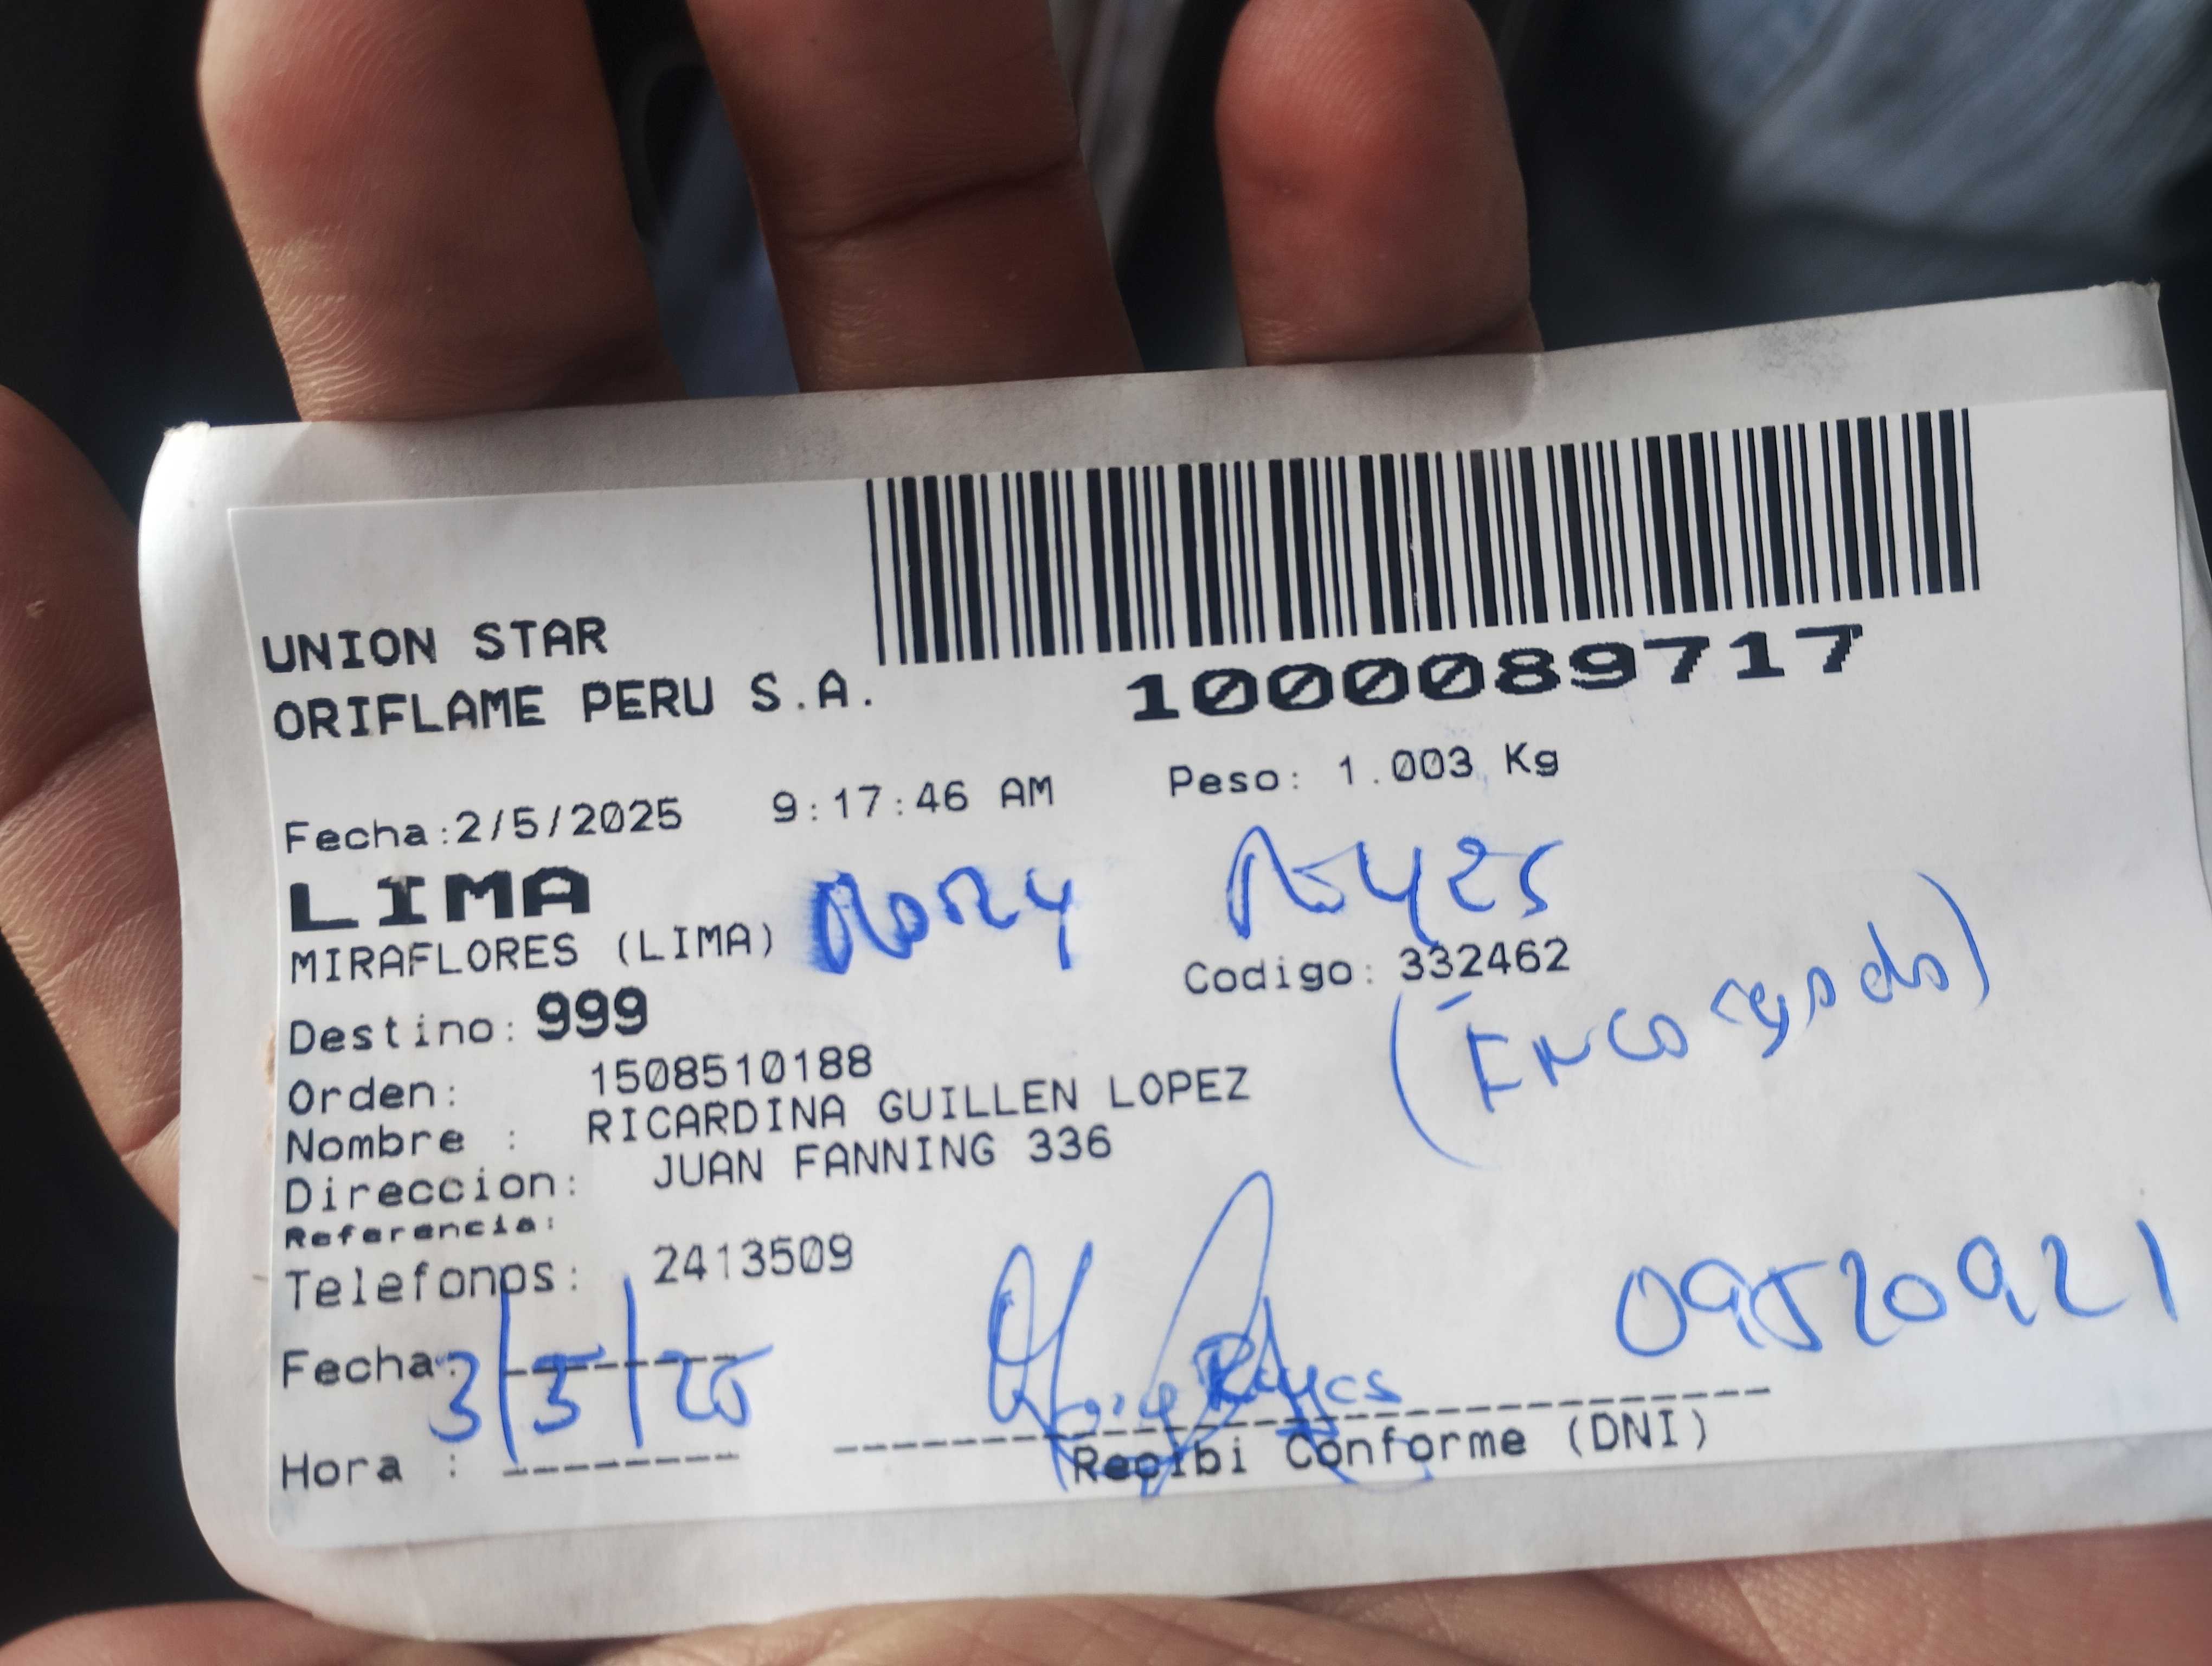 UNION STAR
ORIFLAME PERU S.A.
1000089717
Fecha:2/5/2025 9:17:46 AM Peso: 1.003 Kg
LIMA
MIRAFLORES (LIMA)
Codigo: 332462
Destino: 999
(Encargado)
Orden: 1508510188
Nombre : RICARDINA GUILLEN LOPEZ
Direccion: JUAN FANNING 336
Referencia:
Telefonos: 2413509
09520921
Fecha: 3/5/25
Reyes
Hora :
Recibi Conforme (DNI)